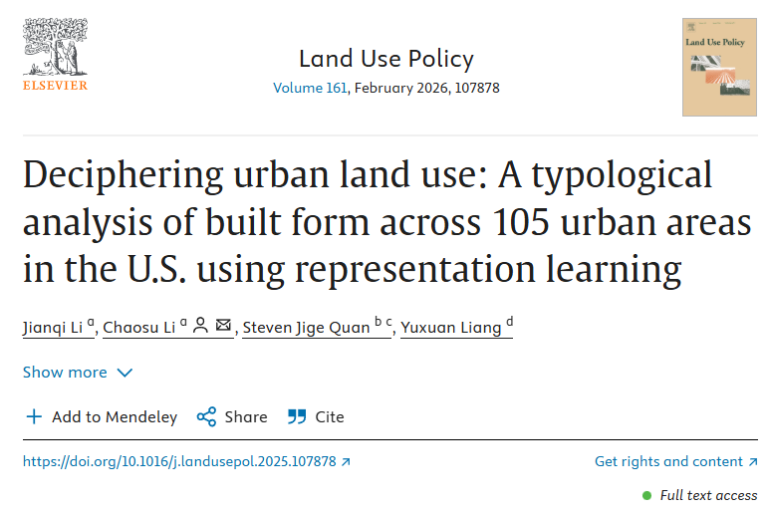 ELSEVIER
Land Use Policy
Volume 161, February 2026, 107878
Land Use Policy
Deciphering urban land use: A typological
analysis of built form across 105 urban areas
in the U.S. using representation learning
Jianqi Li a, Chaosu Li a, Steven Jige Quan b c, Yuxuan Liang d
Show more
Add to Mendeley Share Cite
https://doi.org/10.1016/j.landusepol.2025.107878
Get rights and content
Full text access